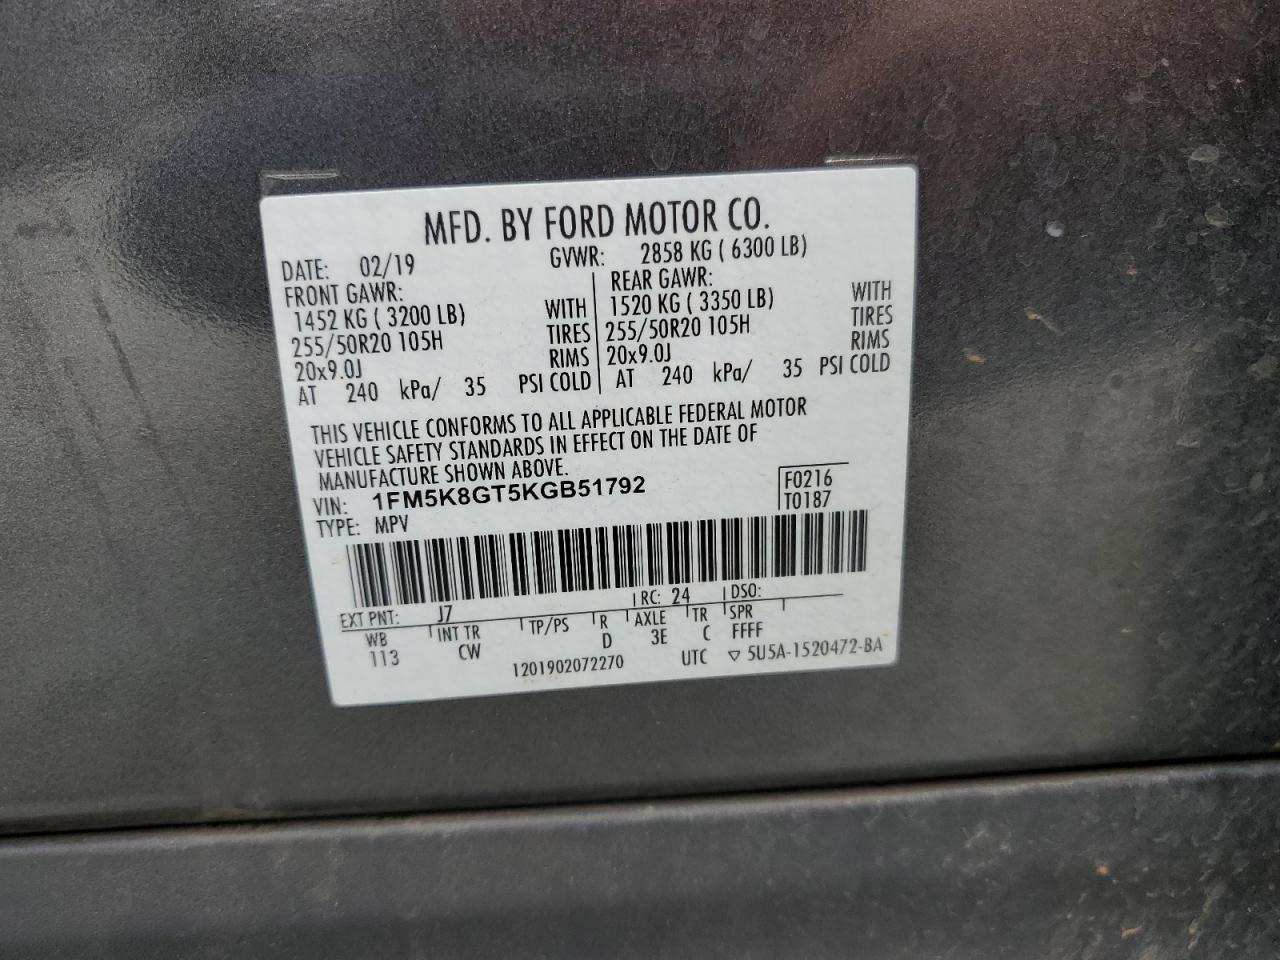 MFD. BY FORD MOTOR CO.
DATE: 02/19 GVWR: 2858 KG ( 6300 LB)
FRONT GAWR: REAR GAWR:
1452 KG ( 3200 LB) WITH 1520 KG ( 3350 LB) WITH
255/50R20 105H TIRES 255/50R20 105H TIRES
20x9.0J RIMS 20x9.0J RIMS
AT 240 kPa/ 35 PSI COLD AT 240 kPa/ 35 PSI COLD
THIS VEHICLE CONFORMS TO ALL APPLICABLE FEDERAL MOTOR
VEHICLE SAFETY STANDARDS IN EFFECT ON THE DATE OF
MANUFACTURE SHOWN ABOVE.
VIN: 1FM5K8GT5KGB51792 F0216
TYPE: MPV T0187
EXT PNT: J7 RC: 24 DSO:
WB INT TR TP/PS R AXLE TR SPR
113 CW D 3E C FFFF
1201902072270 UTC ▽ 5U5A-1520472-BA